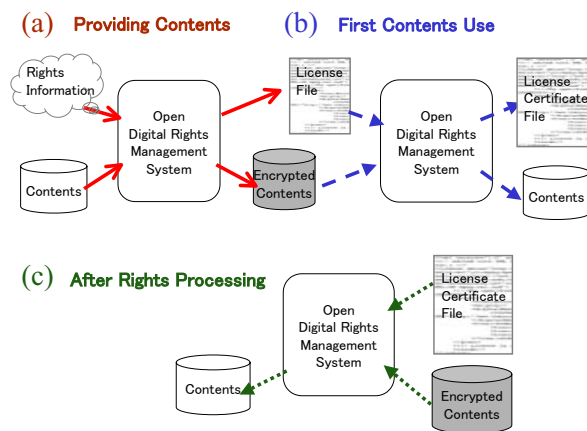 (a) Providing Contents
(b) First Contents Use
Rights
Information
Contents
Open
Digital Rights
Management
System
License
File
Encrypted
Contents
Open
Digital Rights
Management
System
License
Certificate
File
Contents
(c) After Rights Processing
Contents
Open
Digital Rights
Management
System
License
Certificate
File
Encrypted
Contents